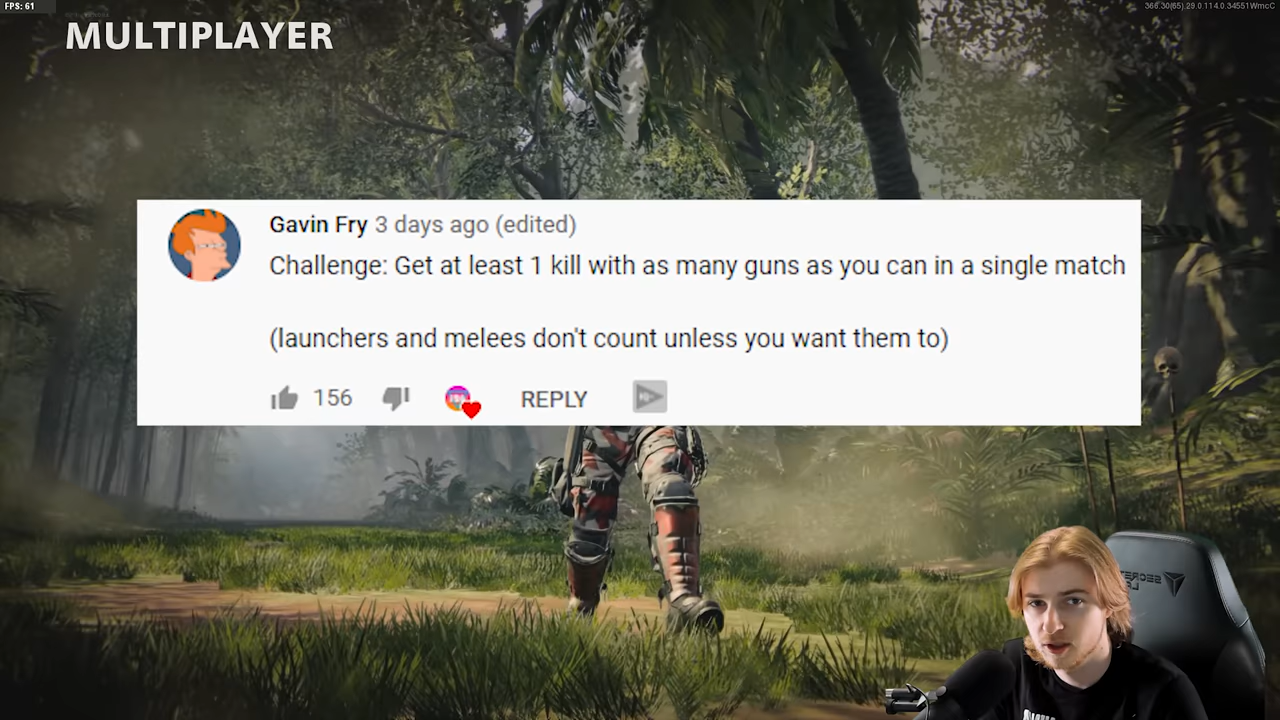 FPS: 61
MULTIPLAYER
Gavin Fry 3 days ago (edited)
Challenge: Get at least 1 kill with as many guns as you can in a single match
(launchers and melees don't count unless you want them to)
156
REPLY